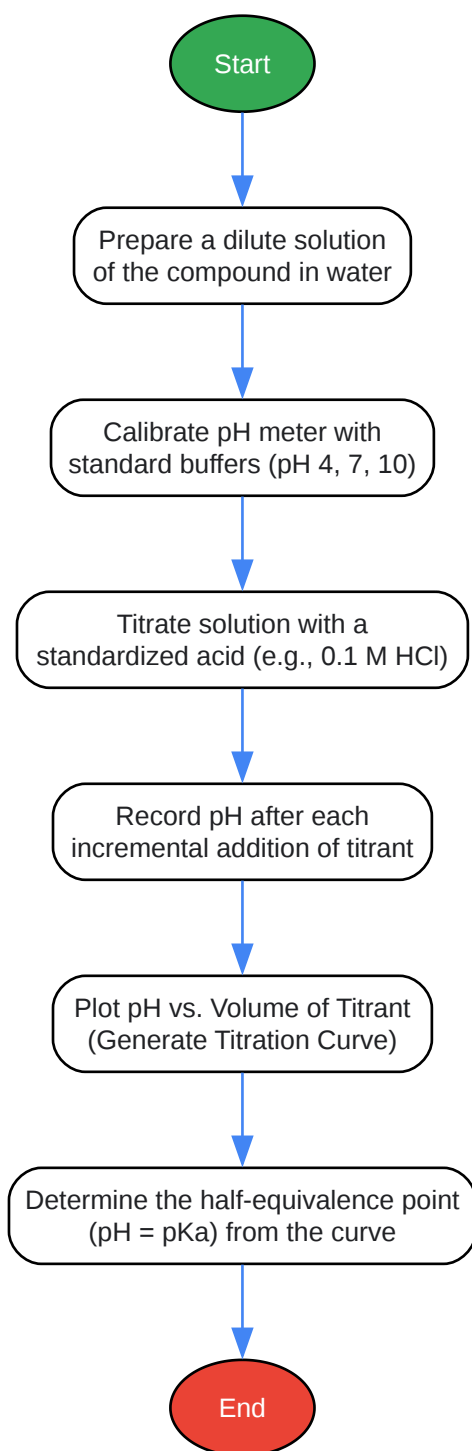 Start
Prepare a dilute solution
of the compound in water
Calibrate pH meter with
standard buffers (pH 4, 7, 10)
Titrate solution with a
standardized acid (e.g., 0.1 M HCl)
Record pH after each
incremental addition of titrant
Plot pH vs. Volume of Titrant
(Generate Titration Curve)
Determine the half-equivalence point
(pH = pKa) from the curve
End